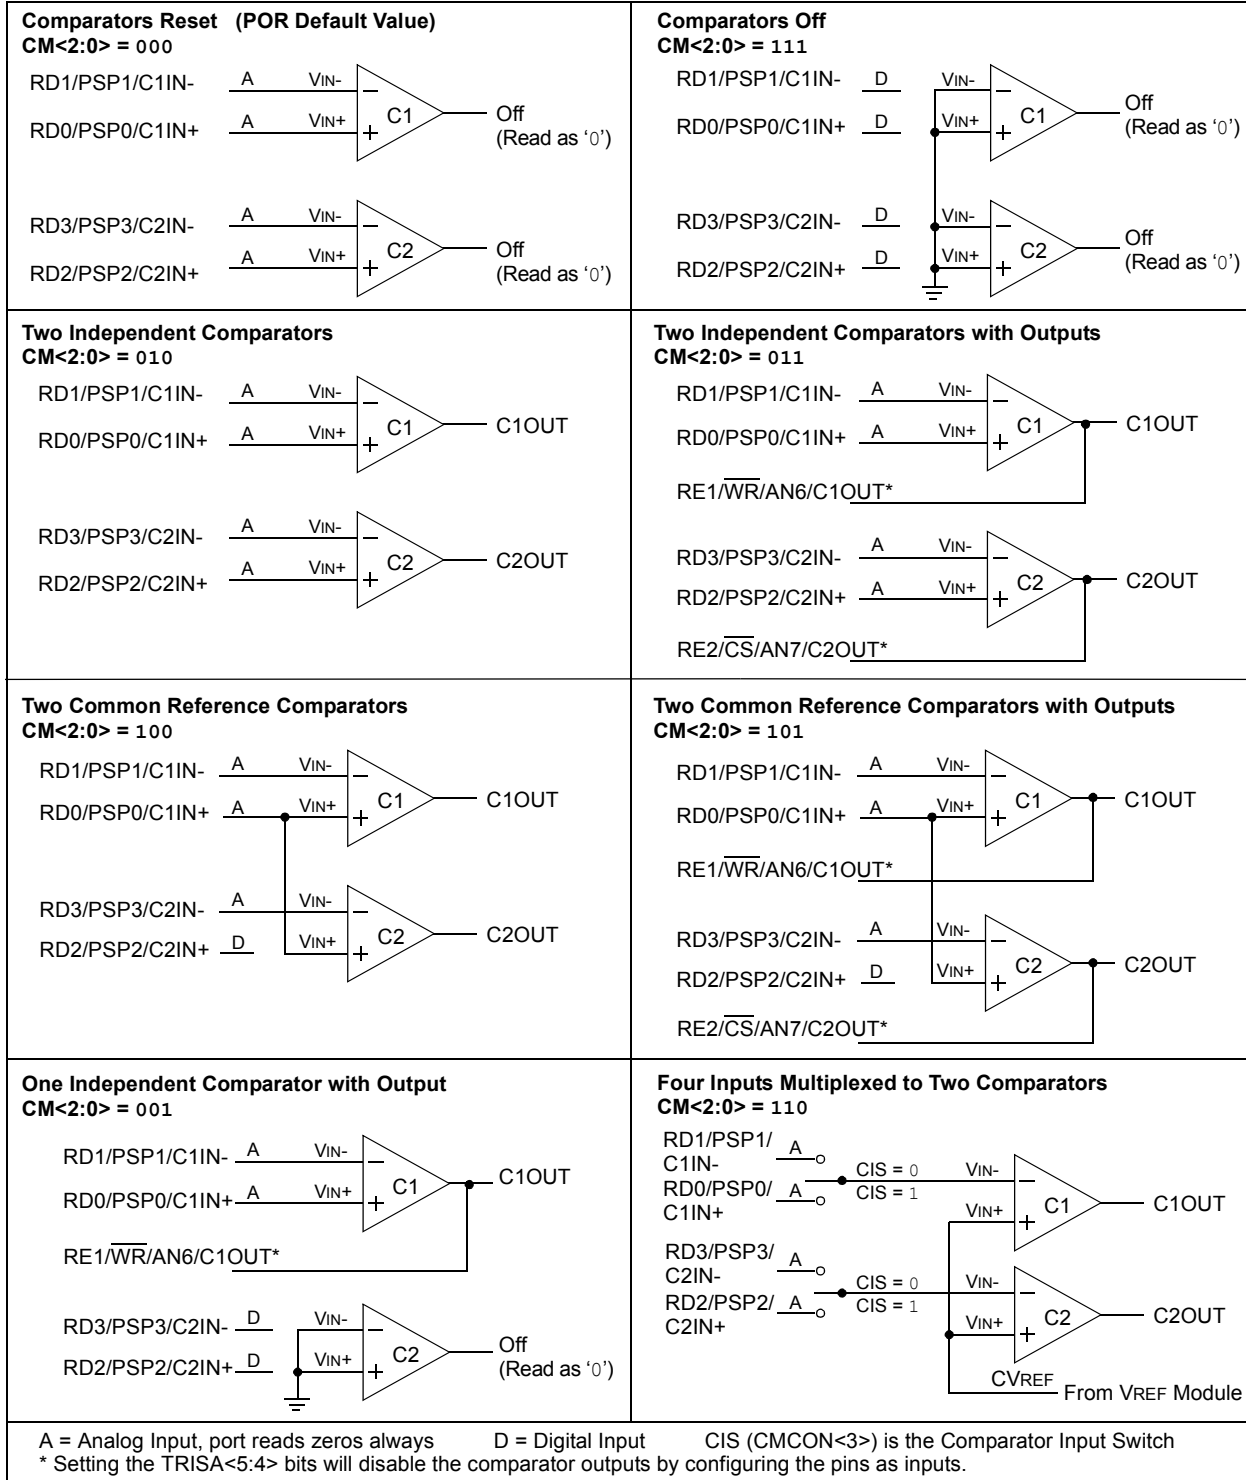 Comparators Reset (POR Default Value)
CM<2:0> = 000
RD1/PSP1/C1IN- A VIN-
C1
RD0/PSP0/C1IN+ A VIN+
Off
(Read as ‘0’)
RD3/PSP3/C2IN- A VIN-
C2
RD2/PSP2/C2IN+ A VIN+
Off
(Read as ‘0’)
Comparators Off
CM<2:0> = 111
RD1/PSP1/C1IN- D VIN-
C1
RD0/PSP0/C1IN+ D VIN+
Off
(Read as ‘0’)
RD3/PSP3/C2IN- D VIN-
C2
RD2/PSP2/C2IN+ D VIN+
Off
(Read as ‘0’)
Two Independent Comparators
CM<2:0> = 010
RD1/PSP1/C1IN- A VIN-
C1 C1OUT
RD0/PSP0/C1IN+ A VIN+
RD3/PSP3/C2IN- A VIN-
C2 C2OUT
RD2/PSP2/C2IN+ A VIN+
Two Independent Comparators with Outputs
CM<2:0> = 011
RD1/PSP1/C1IN- A VIN-
C1 C1OUT
RD0/PSP0/C1IN+ A VIN+
RE1/W̅R̅/AN6/C1OUT*
RD3/PSP3/C2IN- A VIN-
C2 C2OUT
RD2/PSP2/C2IN+ A VIN+
RE2/C̅S̅/AN7/C2OUT*
Two Common Reference Comparators
CM<2:0> = 100
RD1/PSP1/C1IN- A VIN-
C1 C1OUT
RD0/PSP0/C1IN+ A VIN+
RD3/PSP3/C2IN- A VIN-
C2 C2OUT
RD2/PSP2/C2IN+ D VIN+
Two Common Reference Comparators with Outputs
CM<2:0> = 101
RD1/PSP1/C1IN- A VIN-
C1 C1OUT
RD0/PSP0/C1IN+ A VIN+
RE1/W̅R̅/AN6/C1OUT*
RD3/PSP3/C2IN- A VIN-
C2 C2OUT
RD2/PSP2/C2IN+ D VIN+
RE2/C̅S̅/AN7/C2OUT*
One Independent Comparator with Output
CM<2:0> = 001
RD1/PSP1/C1IN- A VIN-
C1 C1OUT
RD0/PSP0/C1IN+ A VIN+
RE1/W̅R̅/AN6/C1OUT*
RD3/PSP3/C2IN- D VIN-
C2
RD2/PSP2/C2IN+ D VIN+
Off
(Read as ‘0’)
Four Inputs Multiplexed to Two Comparators
CM<2:0> = 110
RD1/PSP1/
C1IN- A
CIS = 0 VIN-
RD0/PSP0/
C1IN+ A
CIS = 1
VIN+
C1 C1OUT
RD3/PSP3/
C2IN- A
CIS = 0 VIN-
RD2/PSP2/
C2IN+ A
CIS = 1
VIN+
C2 C2OUT
CVREF
From VREF Module
A = Analog Input, port reads zeros always D = Digital Input CIS (CMCON<3>) is the Comparator Input Switch
* Setting the TRISA<5:4> bits will disable the comparator outputs by configuring the pins as inputs.